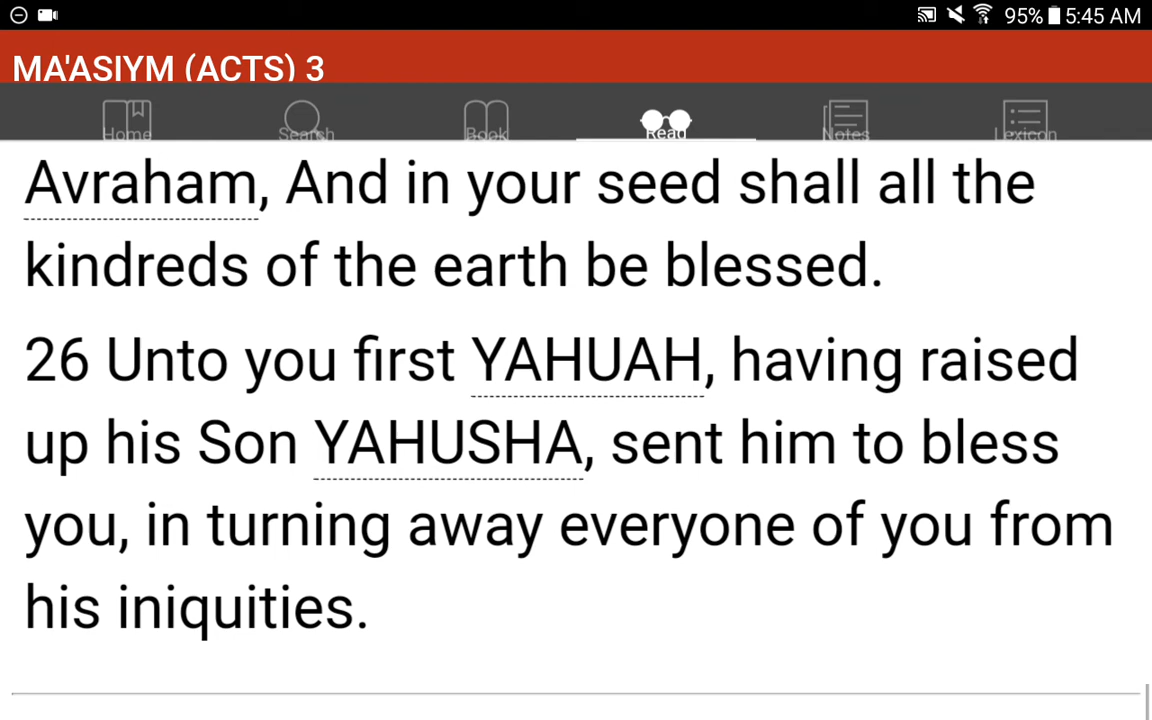 95% 5:45 AM
MA'ASIYM (ACTS) 3
Home Search Book Read Notes Lexicon
Avraham, And in your seed shall all the
kindreds of the earth be blessed.
26 Unto you first YAHUAH, having raised
up his Son YAHUSHA, sent him to bless
you, in turning away everyone of you from
his iniquities.